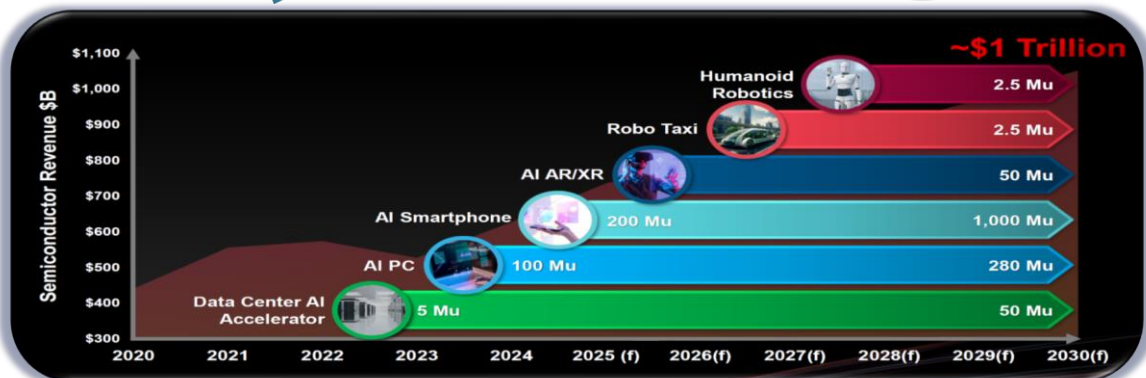 ~$1 Trillion
Semiconductor Revenue $B
$1,100
$1,000
$900
$800
$700
$600
$500
$400
$300
Humanoid
Robotics
2.5 Mu
Robo Taxi
2.5 Mu
AI AR/XR
50 Mu
AI Smartphone
200 Mu
1,000 Mu
AI PC
100 Mu
280 Mu
Data Center AI
Accelerator
5 Mu
50 Mu
2020 2021 2022 2023 2024 2025 (f) 2026(f) 2027(f) 2028(f) 2029(f) 2030(f)